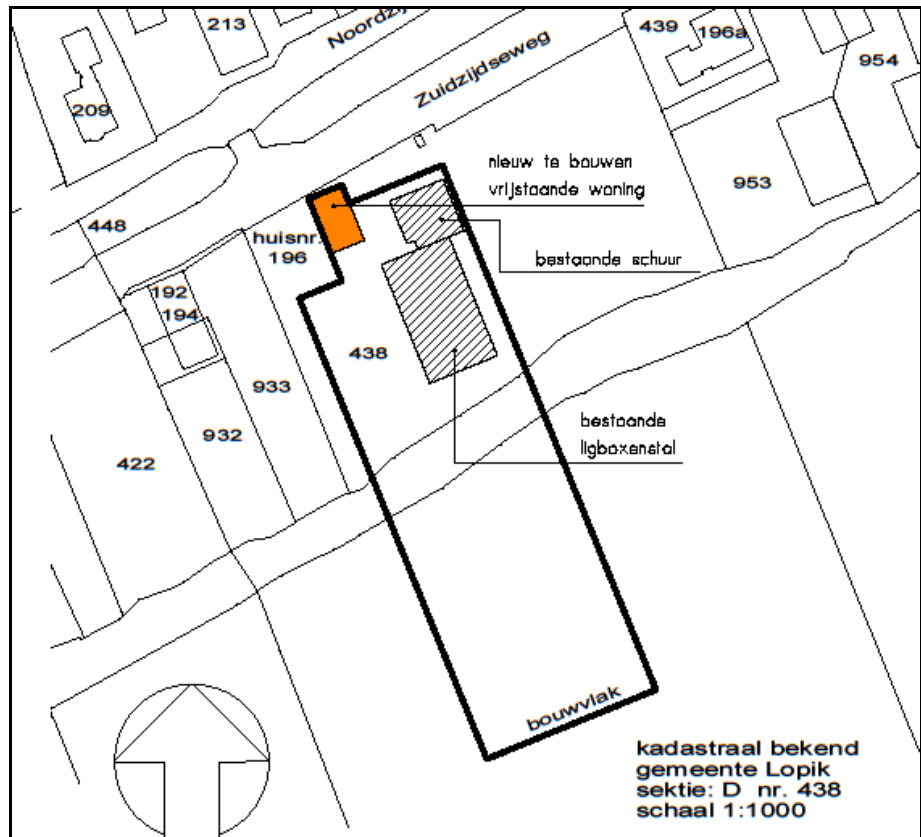 213
Noordzij
439
196a
954
Zuidzijdseweg
209
nieuw te bouwen
vrijstaande woning
953
448
huisnr.
196
bestaande schuur
192
194
438
933
bestaande
ligboxenstal
932
422
bouwvlak
kadastraal bekend
gemeente Lopik
sektie: D nr. 438
schaal 1:1000